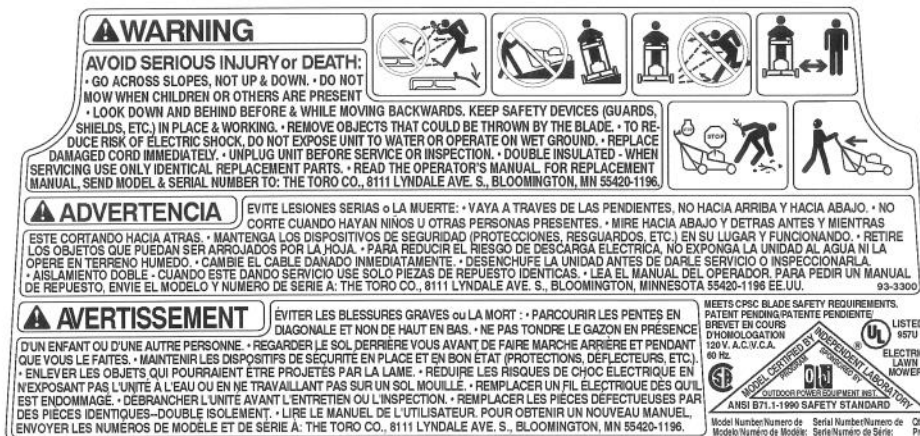 WARNING
AVOID SERIOUS INJURY or DEATH:
• GO ACROSS SLOPES, NOT UP & DOWN. • DO NOT
MOW WHEN CHILDREN OR OTHERS ARE PRESENT
• LOOK DOWN AND BEHIND BEFORE & WHILE MOVING BACKWARDS. KEEP SAFETY DEVICES (GUARDS,
SHIELDS, ETC.) IN PLACE & WORKING. • REMOVE OBJECTS THAT COULD BE THROWN BY THE BLADE. • TO RE-
DUCE RISK OF ELECTRIC SHOCK, DO NOT EXPOSE UNIT TO WATER OR OPERATE ON WET GROUND. • REPLACE
DAMAGED CORD IMMEDIATELY. • UNPLUG UNIT BEFORE SERVICE OR INSPECTION. • DOUBLE INSULATED - WHEN
SERVICING USE ONLY IDENTICAL REPLACEMENT PARTS. • READ THE OPERATOR'S MANUAL. FOR REPLACEMENT
MANUAL, SEND MODEL & SERIAL NUMBER TO: THE TORO CO., 8111 LYNDALE AVE. S., BLOOMINGTON, MN 55420-1196.
STOP
ADVERTENCIA
EVITE LESIONES SERIAS o LA MUERTE: • VAYA A TRAVES DE LAS PENDIENTES, NO HACIA ARRIBA Y HACIA ABAJO. • NO
CORTE CUANDO HAYAN NIÑOS U OTRAS PERSONAS PRESENTES. • MIRE HACIA ABAJO Y DETRAS ANTES Y MIENTRAS
ESTE CORTANDO HACIA ATRAS. • MANTENGA LOS DISPOSITIVOS DE SEGURIDAD (PROTECCIONES, RESGUARDOS, ETC.) EN SU LUGAR Y FUNCIONANDO. • RETIRE
LOS OBJETOS QUE PUEDAN SER ARROJADOS POR LA HOJA. • PARA REDUCIR EL RIESGO DE DESCARGA ELECTRICA, NO EXPONGA LA UNIDAD AL AGUA NI LA
OPERE EN TERRENO HUMEDO. • CAMBIE EL CABLE DANADO INMEDIATAMENTE. • DESENCHUFE LA UNIDAD ANTES DE DARLE SERVICIO O INSPECCIONARLA.
• AISLAMIENTO DOBLE - CUANDO ESTE DANDO SERVICIO USE SOLO PIEZAS DE REPUESTO IDENTICAS. • LEA EL MANUAL DEL OPERADOR. PARA PEDIR UN MANUAL
DE REPUESTO, ENVIE EL MODELO Y NUMERO DE SERIE A: THE TORO CO., 8111 LYNDALE AVE. S., BLOOMINGTON, MINNESOTA 55420-1196 EE.UU. 93-3300
AVERTISSEMENT
ÉVITER LES BLESSURES GRAVES ou LA MORT : • PARCOURIR LES PENTES EN
DIAGONALE ET NON DE HAUT EN BAS. • NE PAS TONDRE LE GAZON EN PRÉSENCE
D'UN ENFANT OU D'UNE AUTRE PERSONNE. • REGARDER LE SOL DERRIÈRE VOUS AVANT DE FAIRE MARCHE ARRIÈRE ET PENDANT
QUE VOUS LE FAITES. • MAINTENIR LES DISPOSITIFS DE SÉCURITÉ EN PLACE ET EN BON ÉTAT (PROTECTIONS, DÉFLECTEURS, ETC.).
• ENLEVER LES OBJETS QUI POURRAIENT ÊTRE PROJETÉS PAR LA LAME. • RÉDUIRE LES RISQUES DE CHOC ÉLECTRIQUE EN
N'EXPOSANT PAS L'UNITÉ À L'EAU OU EN NE TRAVAILLANT PAS SUR UN SOL MOUILLÉ. • REMPLACER UN FIL ÉLECTRIQUE DÈS QU'IL
EST ENDOMMAGÉ. • DÉBRANCHER L'UNITÉ AVANT L'ENTRETIEN OU L'INSPECTION. • REMPLACER LES PIÈCES DÉFECTUEUSES PAR
DES PIÈCES IDENTIQUES--DOUBLE ISOLEMENT. • LIRE LE MANUEL DE L'UTILISATEUR. POUR OBTENIR UN NOUVEAU MANUEL,
ENVOYER LES NUMÉROS DE MODÈLE ET DE SÉRIE À: THE TORO CO., 8111 LYNDALE AVE. S., BLOOMINGTON, MN 55420-1196.
MEETS CPSC BLADE SAFETY REQUIREMENTS.
PATENT PENDING/PATENTE PENDIENTE/
BREVET EN COURS
D'HOMOLOGATION
120 V. A.C./V.C.A.
60 Hz.
UL
LISTED
957U
ELECTRI
LAWN
MOWER
MODEL CERTIFIED BY INDEPENDENT LABORATORY
PROGRAM SPONSORED BY
OUTDOOR POWER EQUIPMENT INST.
ANSI B71.1-1990 SAFETY STANDARD
Model Number/Numero de Serial Number/Numero de
Modelo/Numéro de Modèle: Serie/Numéro de Série: